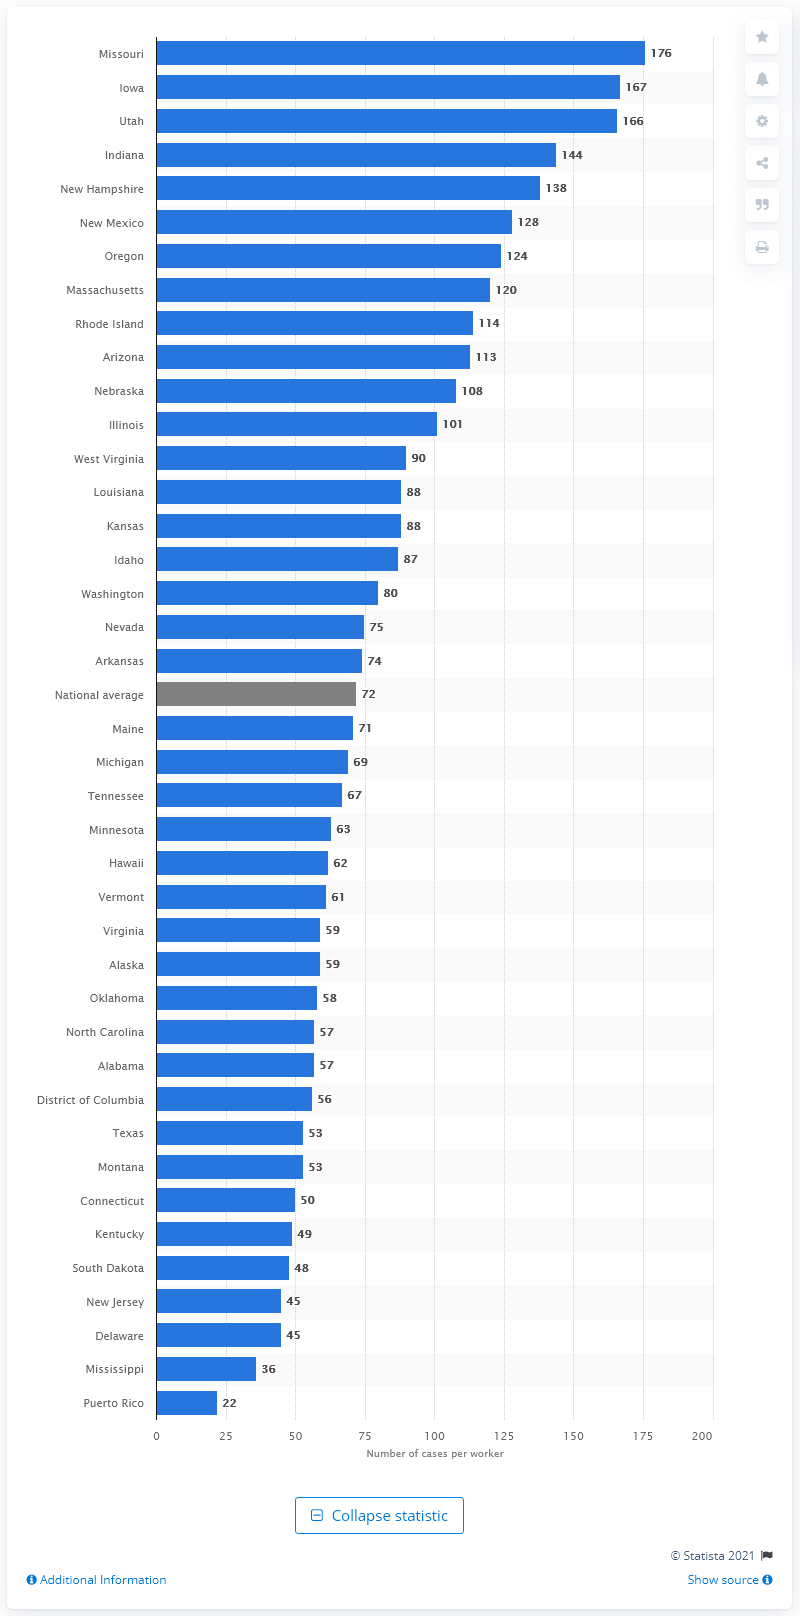 Missouri 176
Iowa 167
Utah 166
Indiana 144
New Hampshire 138
New Mexico 128
Oregon 124
Massachusetts 120
Rhode Island 114
Arizona 113
Nebraska 108
Illinois 101
West Virginia 90
Louisiana 88
Kansas 88
Idaho 87
Washington 80
Nevada 75
Arkansas 74
National average 72
Maine 71
Michigan 69
Tennessee 67
Minnesota 63
Hawaii 62
Vermont 61
Virginia 59
Alaska 59
Oklahoma 58
North Carolina 57
Alabama 57
District of Columbia 56
Texas 53
Montana 53
Connecticut 50
Kentucky 49
South Dakota 48
New Jersey 45
Delaware 45
Mississippi 36
Puerto Rico 22
0 25 50 75 100 125 150 175 200
Number of cases per worker
Collapse statistic
© Statista 2021
Additional Information Show source